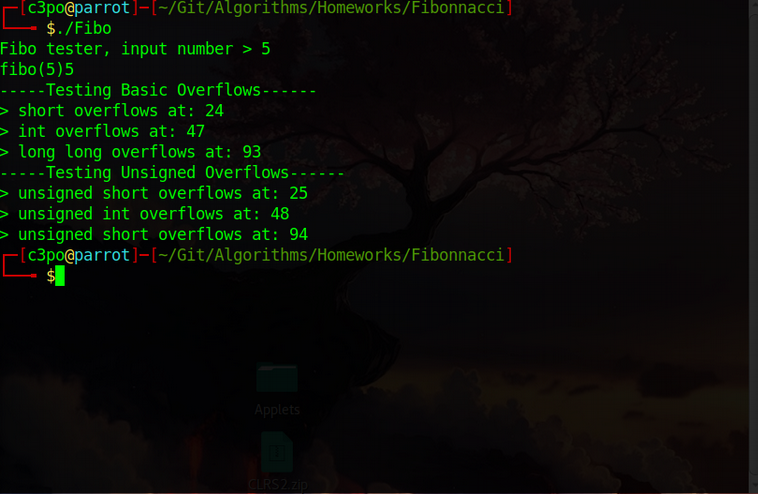 ┌─[c3po@parrot]─[~/Git/Algorithms/Homeworks/Fibonnacci]
└──╼ $./Fibo
Fibo tester, input number > 5
fibo(5)5
-----Testing Basic Overflows------
> short overflows at: 24
> int overflows at: 47
> long long overflows at: 93
-----Testing Unsigned Overflows------
> unsigned short overflows at: 25
> unsigned int overflows at: 48
> unsigned short overflows at: 94
┌─[c3po@parrot]─[~/Git/Algorithms/Homeworks/Fibonnacci]
└──╼ $
Applets
CLRS2.zip